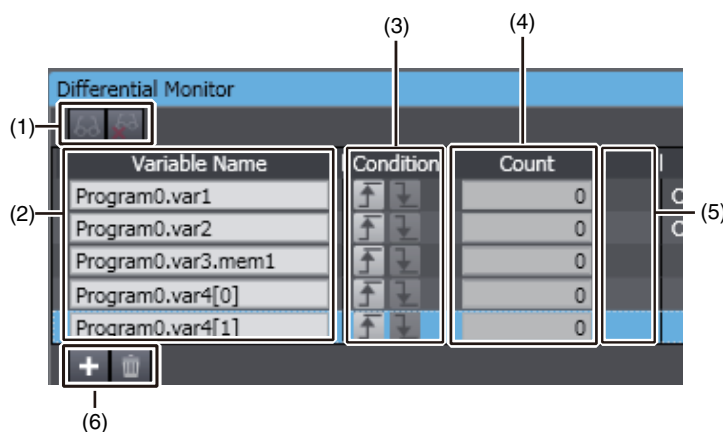 (3)
(4)
Differential Monitor
(1)
Variable Name Condition Count
(2)
Program0.var1 0
Program0.var2 0
(5)
Program0.var3.mem1 0
Program0.var4[0] 0
Program0.var4[1] 0
(6)